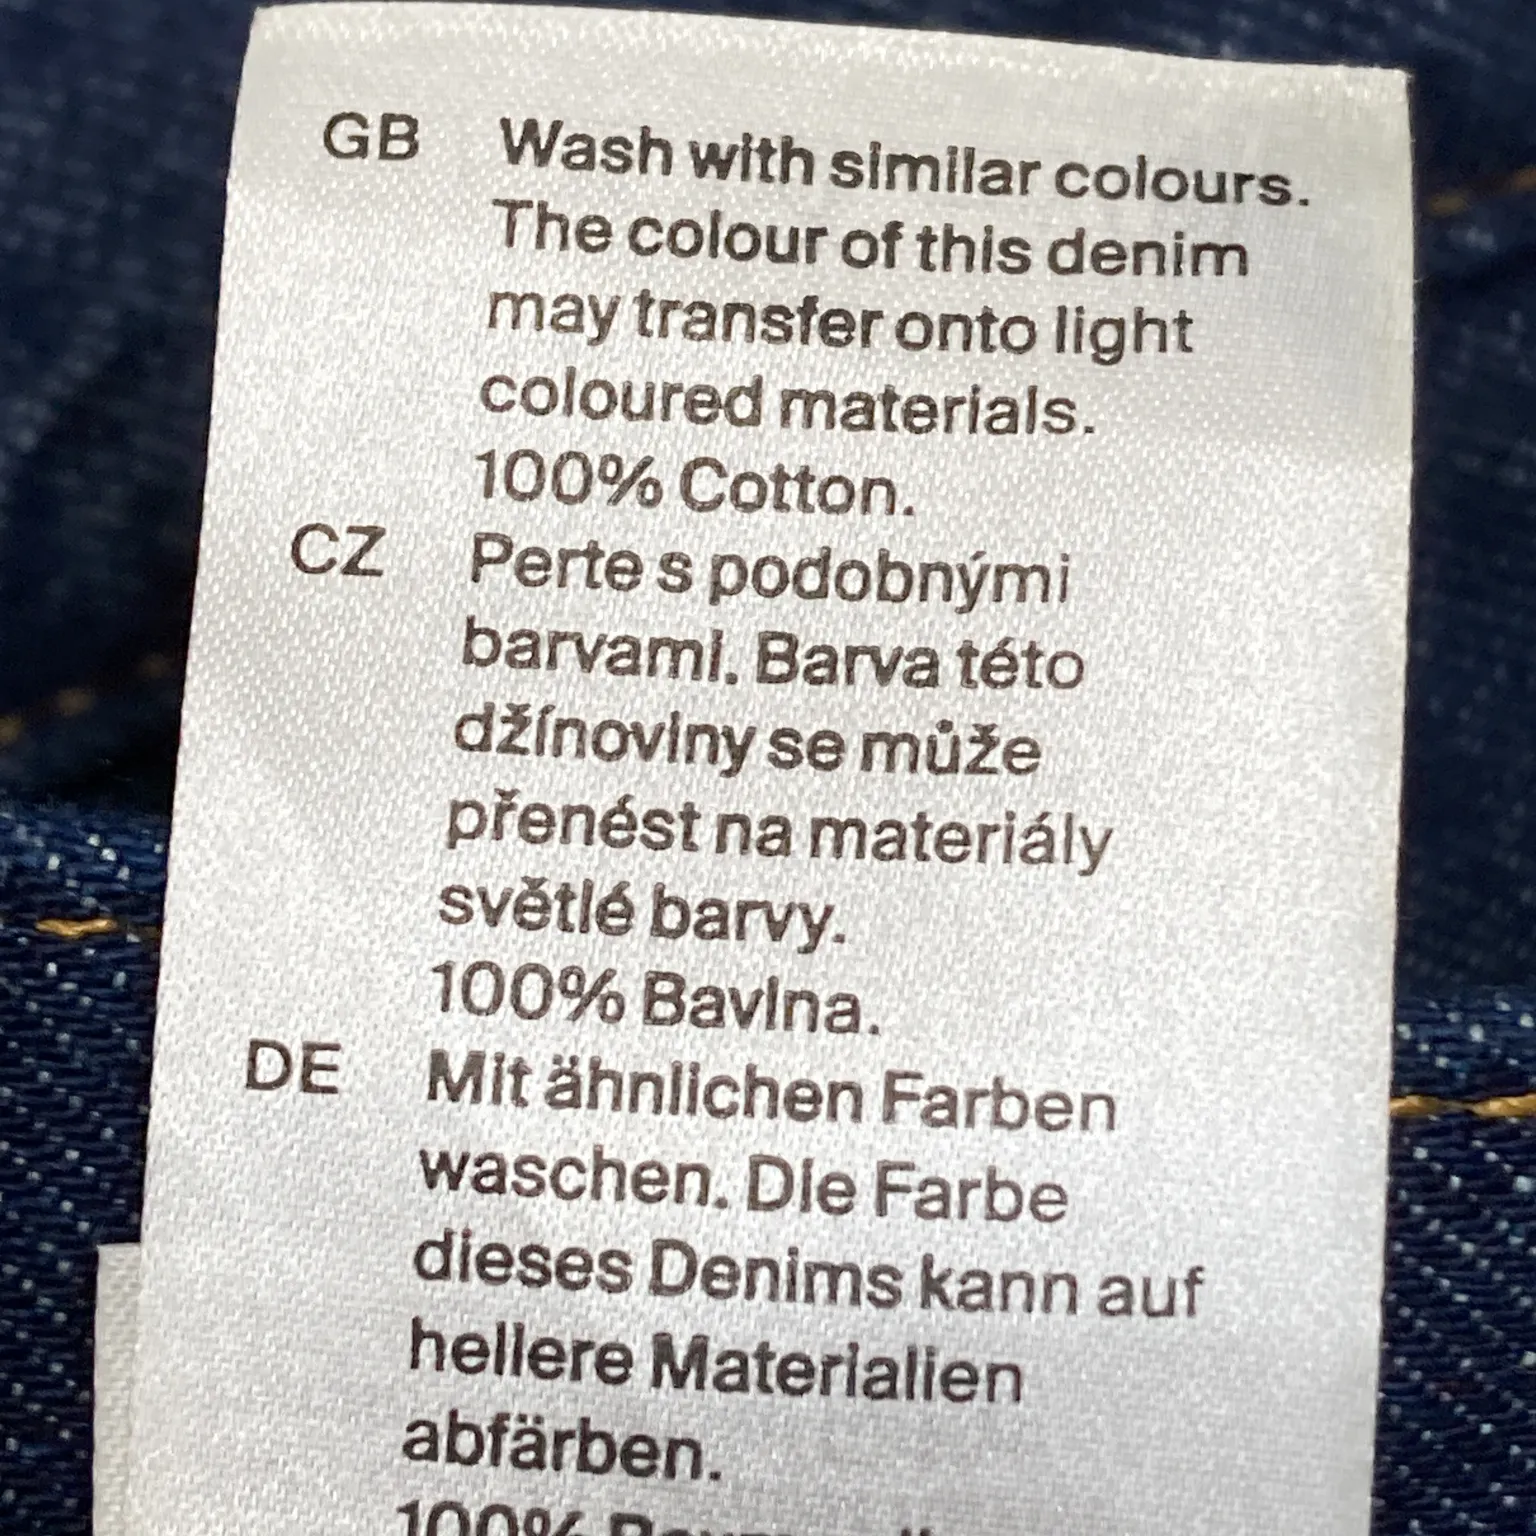 GB Wash with similar colours.
The colour of this denim
may transfer onto light
coloured materials.
100% Cotton.
CZ Perte s podobnými
barvami. Barva této
džínoviny se může
přenést na materiály
světlé barvy.
100% Bavlna.
DE Mit ähnlichen Farben
waschen. Die Farbe
dieses Denims kann auf
hellere Materialien
abfärben.
100%